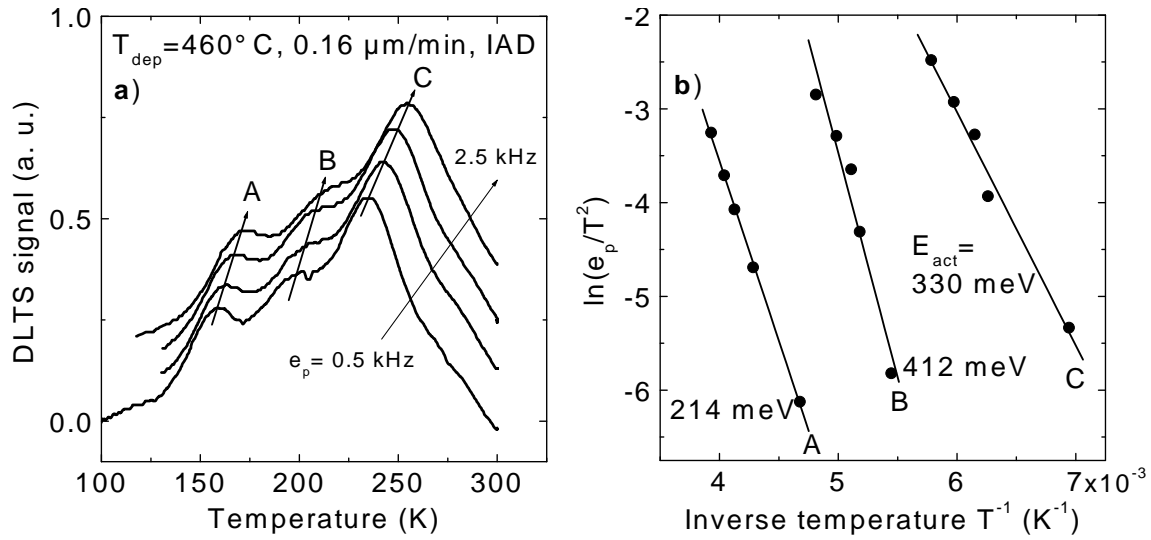 T_dep=460°C, 0.16 µm/min, IAD
a)
A
B
C
2.5 kHz
e_p= 0.5 kHz
DLTS signal (a. u.)
1.0
0.5
0.0
100
150
200
250
300
Temperature (K)
b)
E_act=
330 meV
412 meV
214 meV
A
B
C
ln(e_p/T^2)
-2
-3
-4
-5
-6
4
5
6
7x10^-3
Inverse temperature T^-1 (K^-1)